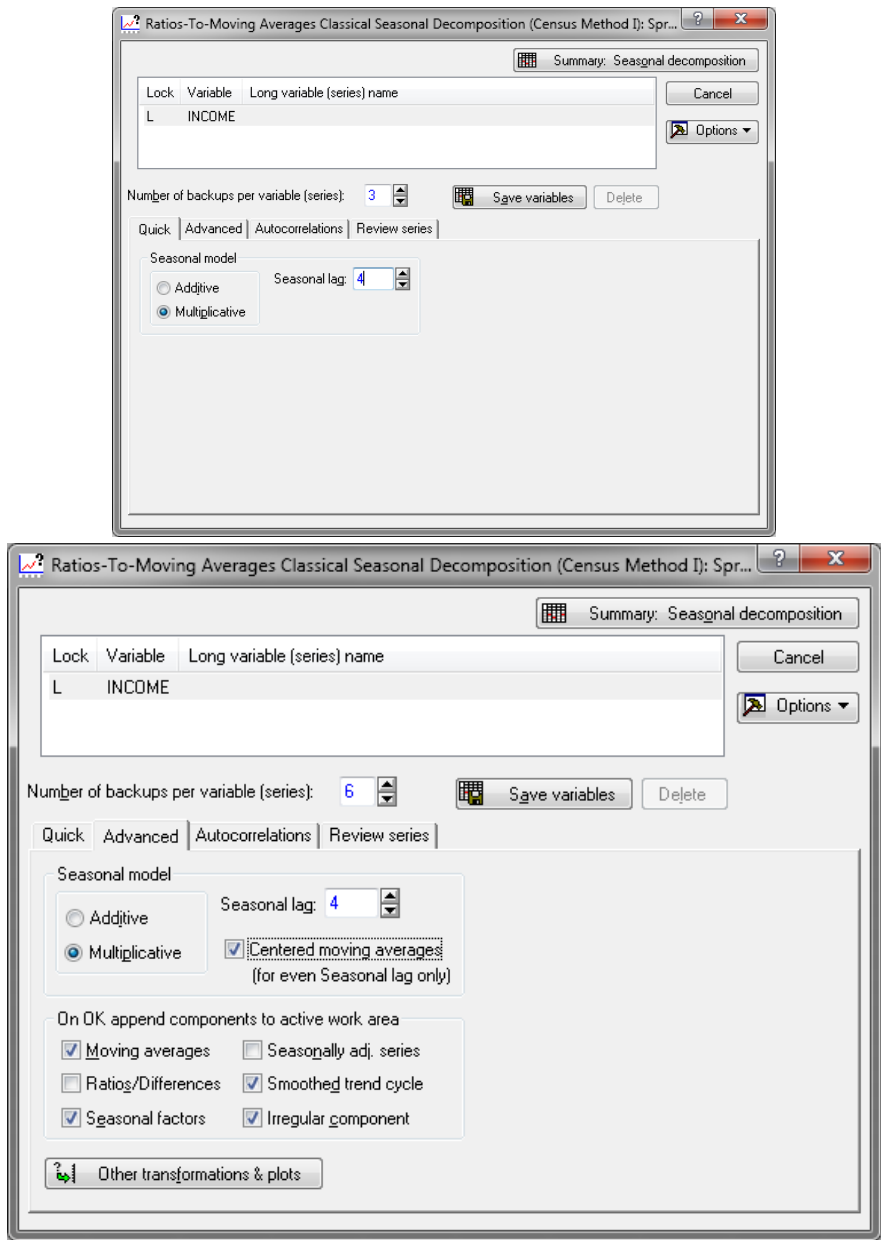 Ratios-To-Moving Averages Classical Seasonal Decomposition (Census Method I): Spr...
Summary: Seasonal decomposition
Lock Variable Long variable (series) name
Cancel
L INCOME
Options
Number of backups per variable (series): 3
Save variables Delete
Quick Advanced Autocorrelations Review series
Seasonal model
Additive
Seasonal lag: 4
Multiplicative
Ratios-To-Moving Averages Classical Seasonal Decomposition (Census Method I): Spr...
Summary: Seasonal decomposition
Lock Variable Long variable (series) name
Cancel
L INCOME
Options
Number of backups per variable (series): 6
Save variables Delete
Quick Advanced Autocorrelations Review series
Seasonal model
Additive
Seasonal lag: 4
Multiplicative
Centered moving averages
(for even Seasonal lag only)
On OK append components to active work area
Moving averages Seasonally adj. series
Ratios/Differences Smoothed trend cycle
Seasonal factors Irregular component
Other transformations & plots